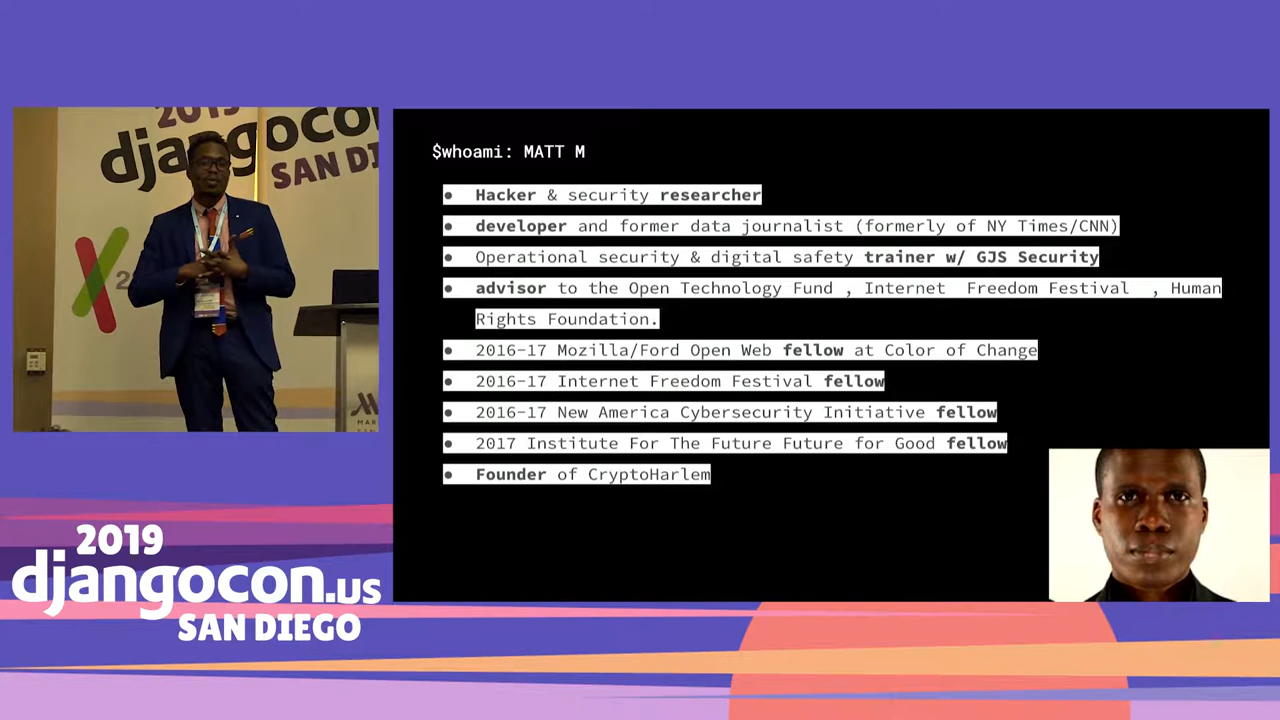 2019
djangocon
SAN DI
2
MAR
$whoami: MATT M
● Hacker & security researcher
● developer and former data journalist (formerly of NY Times/CNN)
● Operational security & digital safety trainer w/ GJS Security
● advisor to the Open Technology Fund , Internet Freedom Festival , Human
Rights Foundation.
● 2016-17 Mozilla/Ford Open Web fellow at Color of Change
● 2016-17 Internet Freedom Festival fellow
● 2016-17 New America Cybersecurity Initiative fellow
● 2017 Institute For The Future Future for Good fellow
● Founder of CryptoHarlem
2019
djangocon.us
SAN DIEGO